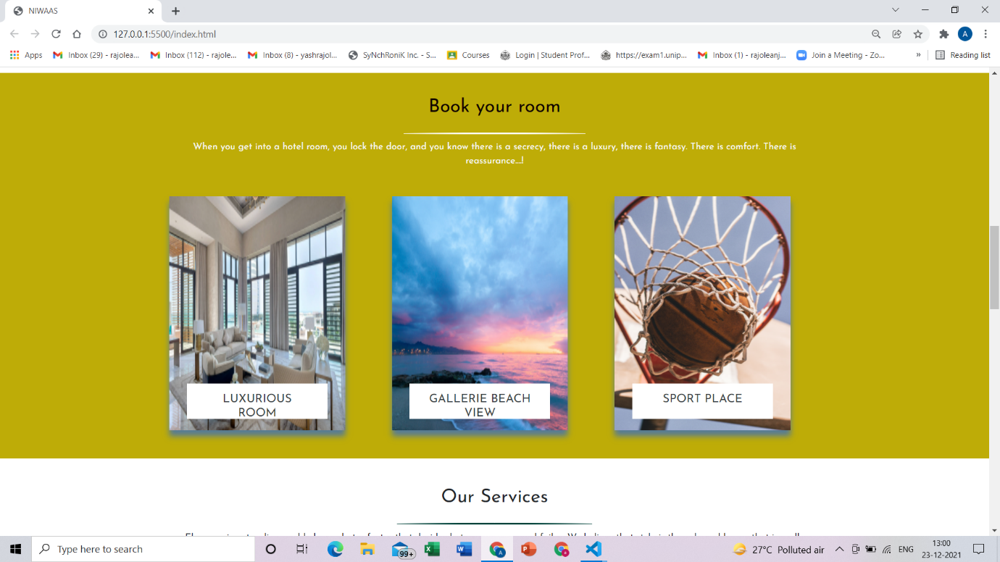 NIWAAS
127.0.0.1:5500/index.html
A
Apps
Inbox (29) - rajolea...
Inbox (112) - rajole...
Inbox (8) - yashrajol...
SyNchRoniK Inc. - S...
Courses
Login | Student Prof...
https://exam1.unip...
Inbox (1) - rajoleanj...
Join a Meeting - Zo...
»
Reading list
Book your room
When you get into a hotel room, you lock the door, and you know there is a secrecy, there is a luxury, there is fantasy. There is comfort. There is
reassurance....!
LUXURIOUS
ROOM
GALLERIE BEACH
VIEW
SPORT PLACE
Our Services
Type here to search
99+
27°C Polluted air
ENG
13:00
23-12-2021